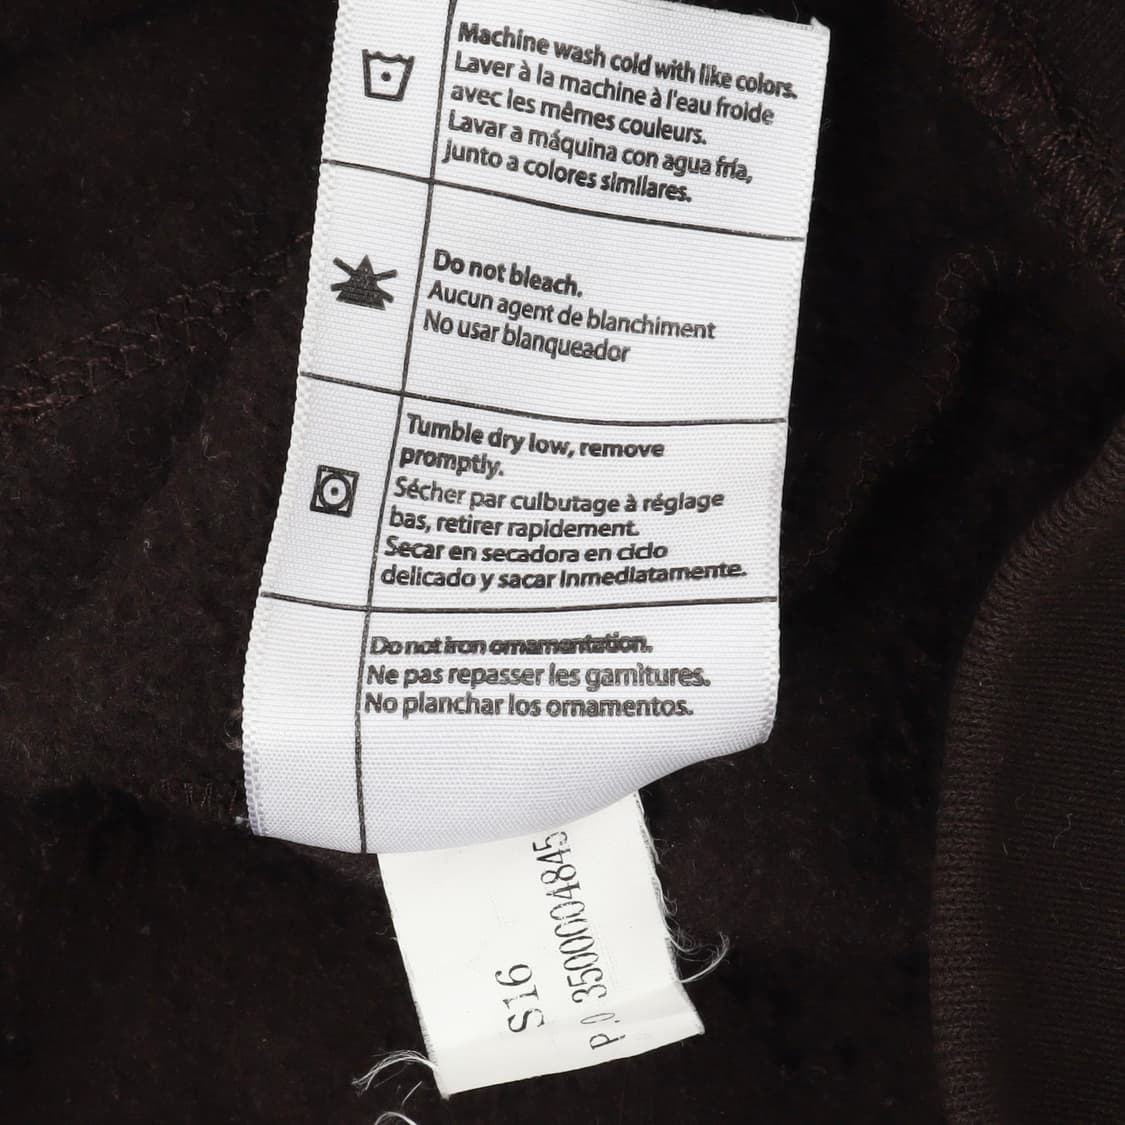 Machine wash cold with like colors.
Laver à la machine à l'eau froide
avec les mêmes couleurs.
Lavar a máquina con agua fría,
junto a colores similares.
Do not bleach.
Aucun agent de blanchiment
No usar blanqueador
Tumble dry low, remove
promptly.
Sécher par culbutage à réglage
bas, retirer rapidement.
Secar en secadora en ciclo
delicado y sacar inmediatamente.
Do not iron ornamentation.
Ne pas repasser les garnitures.
No planchar los ornamentos.
S16
P.O 3500004845